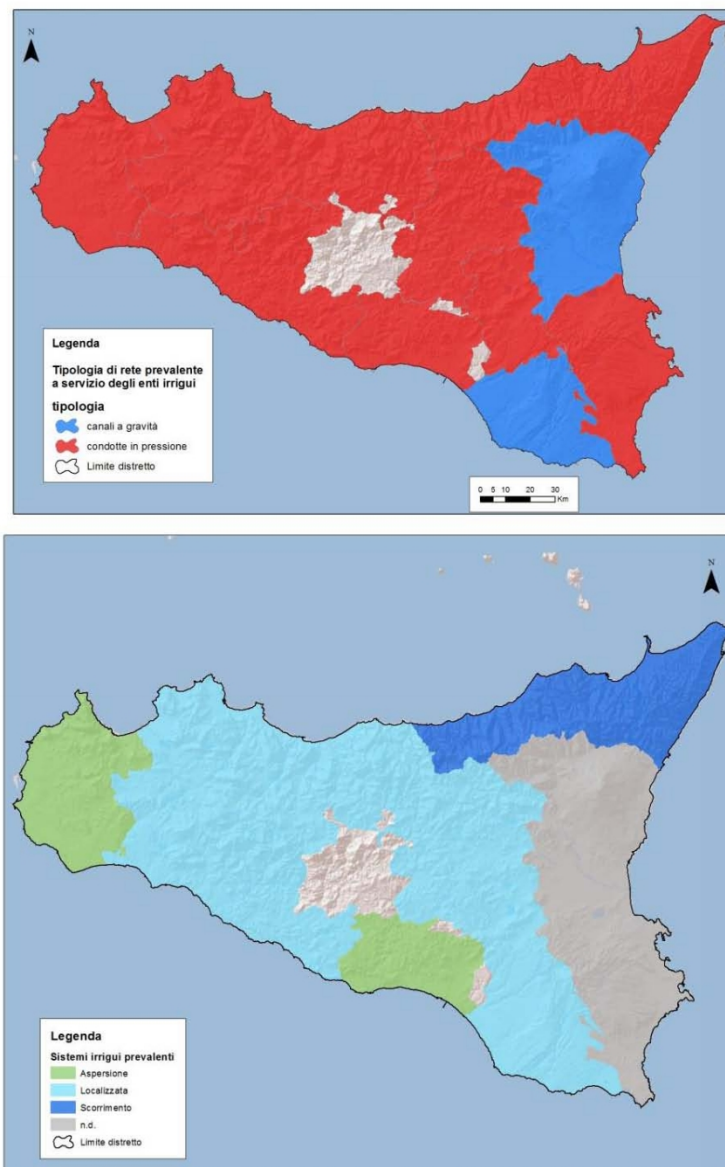 N
Legenda
Tipologia di rete prevalente
a servizio degli enti irrigui
tipologia
canali a gravità
condotte in pressione
Limite distretto
0 5 10 20 30
Km
N
Legenda
Sistemi irrigui prevalenti
Aspersione
Localizzata
Scorrimento
n.d.
Limite distretto